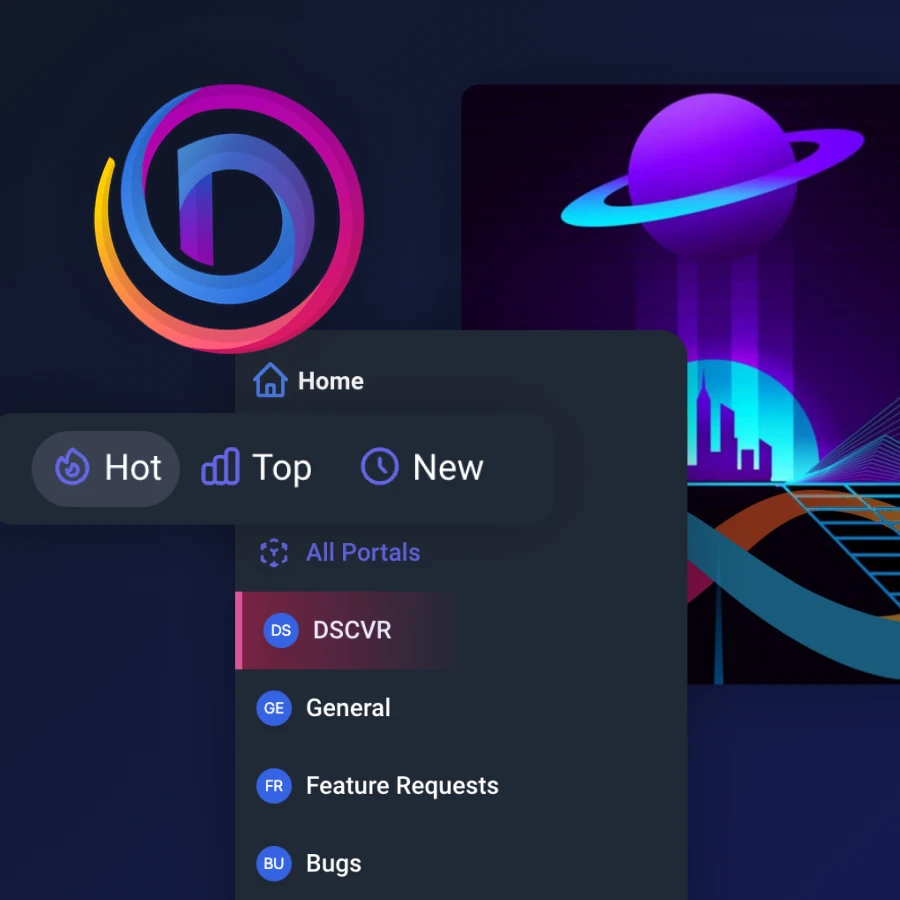 Home
Hot Top New
All Portals
DS DSCVR
GE General
FR Feature Requests
BU Bugs